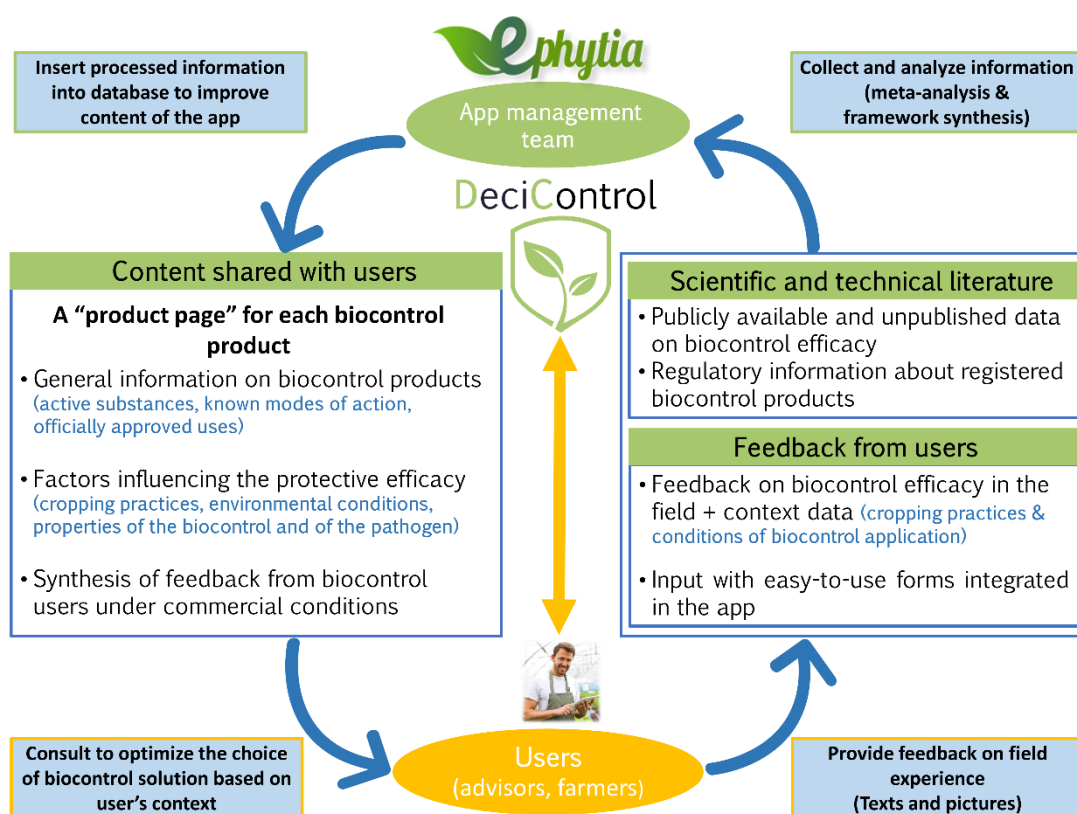 ephytia
Insert processed information
into database to improve
content of the app
App management
team
Collect and analyze information
(meta-analysis &
framework synthesis)
DeciControl
Content shared with users
A “product page” for each biocontrol
product
• General information on biocontrol products
(active substances, known modes of action,
officially approved uses)
• Factors influencing the protective efficacy
(cropping practices, environmental conditions,
properties of the biocontrol and of the pathogen)
• Synthesis of feedback from biocontrol
users under commercial conditions
Scientific and technical literature
• Publicly available and unpublished data
on biocontrol efficacy
• Regulatory information about registered
biocontrol products
Feedback from users
• Feedback on biocontrol efficacy in the
field + context data (cropping practices &
conditions of biocontrol application)
• Input with easy-to-use forms integrated
in the app
Consult to optimize the choice
of biocontrol solution based on
user’s context
Users
(advisors, farmers)
Provide feedback on field
experience
(Texts and pictures)